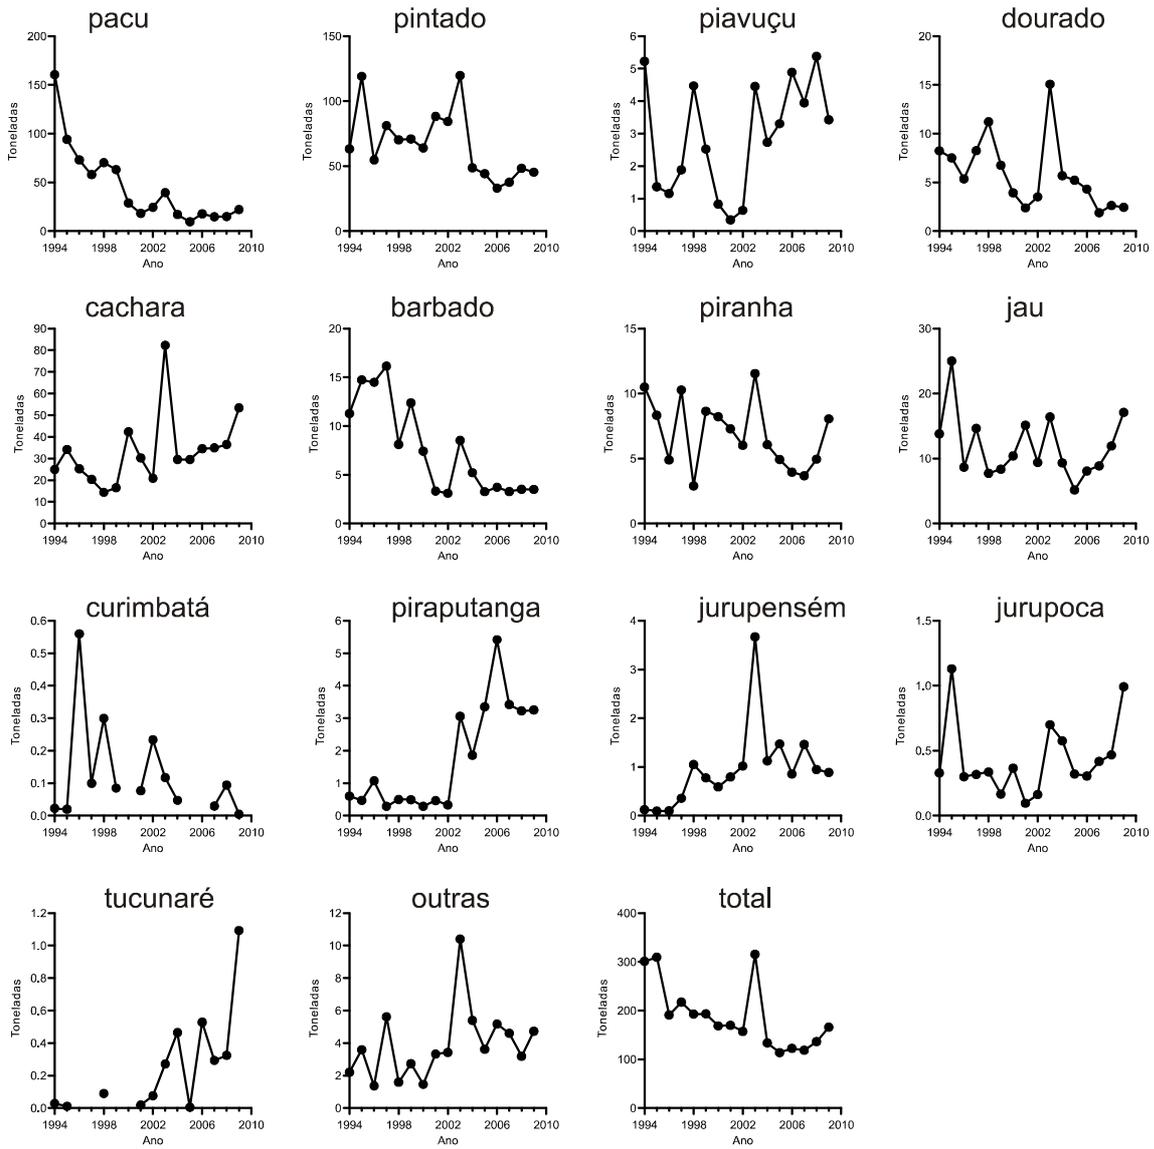 pacu
200
150
100
50
0
Toneladas
1994 1998 2002 2006 2010
Ano
pintado
150
100
50
0
Toneladas
1994 1998 2002 2006 2010
Ano
piavuçu
6
5
4
3
2
1
0
Toneladas
1994 1998 2002 2006 2010
Ano
dourado
20
15
10
5
0
Toneladas
1994 1998 2002 2006 2010
Ano
cachara
90
80
70
60
50
40
30
20
10
0
Toneladas
1994 1998 2002 2006 2010
Ano
barbado
20
15
10
5
0
Toneladas
1994 1998 2002 2006 2010
Ano
piranha
15
10
5
0
Toneladas
1994 1998 2002 2006 2010
Ano
jau
30
20
10
0
Toneladas
1994 1998 2002 2006 2010
Ano
curimbatá
0.6
0.5
0.4
0.3
0.2
0.1
0.0
Toneladas
1994 1998 2002 2006 2010
Ano
piraputanga
6
5
4
3
2
1
0
Toneladas
1994 1998 2002 2006 2010
Ano
jurupensém
4
3
2
1
0
Toneladas
1994 1998 2002 2006 2010
Ano
jurupoca
1.5
1.0
0.5
0.0
Toneladas
1994 1998 2002 2006 2010
Ano
tucunaré
1.2
1.0
0.8
0.6
0.4
0.2
0.0
Toneladas
1994 1998 2002 2006 2010
Ano
outras
12
10
8
6
4
2
0
Toneladas
1994 1998 2002 2006 2010
Ano
total
400
300
200
100
0
Toneladas
1994 1998 2002 2006 2010
Ano